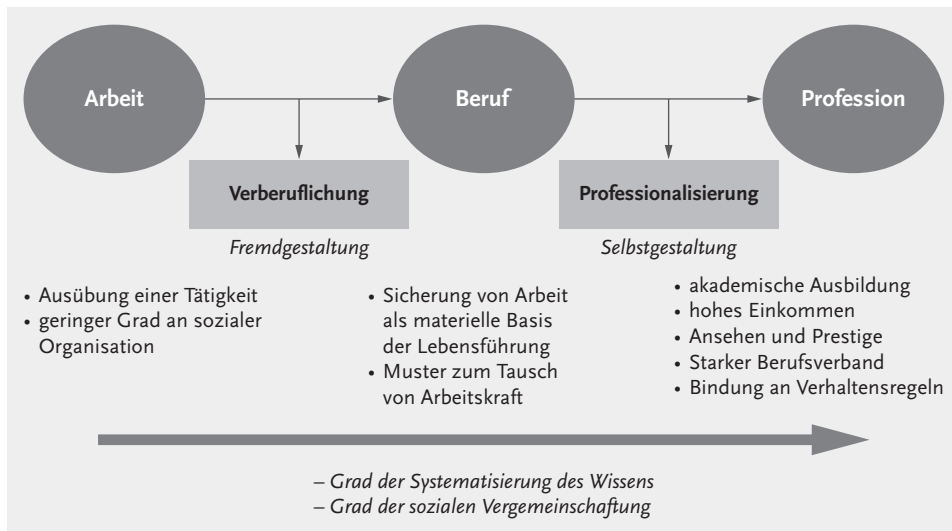 Arbeit
Beruf
Profession
Verberuflichung
Professionalisierung
Fremdgestaltung
Selbstgestaltung
• Ausübung einer Tätigkeit
• geringer Grad an sozialer
Organisation
• Sicherung von Arbeit
als materielle Basis
der Lebensführung
• Muster zum Tausch
von Arbeitskraft
• akademische Ausbildung
• hohes Einkommen
• Ansehen und Prestige
• Starker Berufsverband
• Bindung an Verhaltensregeln
– Grad der Systematisierung des Wissens
– Grad der sozialen Vergemeinschaftung